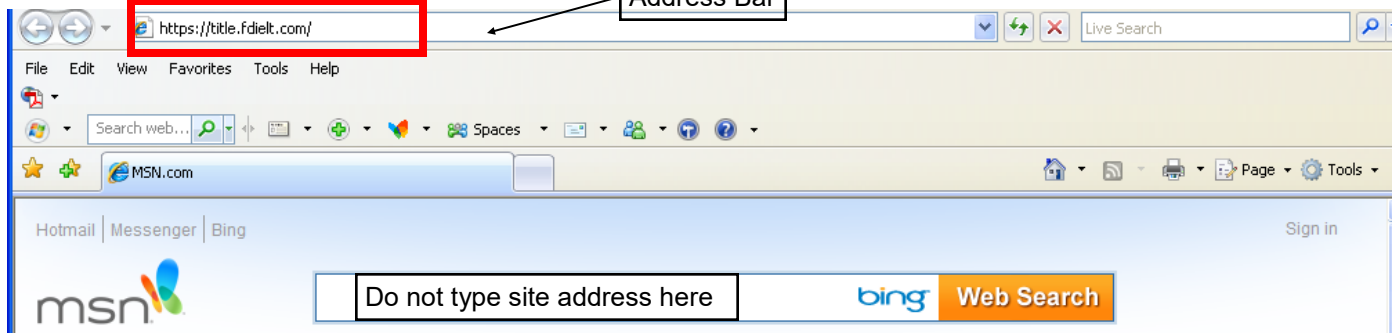 Address Bar
https://title.fdielt.com/
Live Search
File Edit View Favorites Tools Help
Search web... Spaces
MSN.com Page Tools
Hotmail Messenger Bing Sign in
msn Do not type site address here bing Web Search